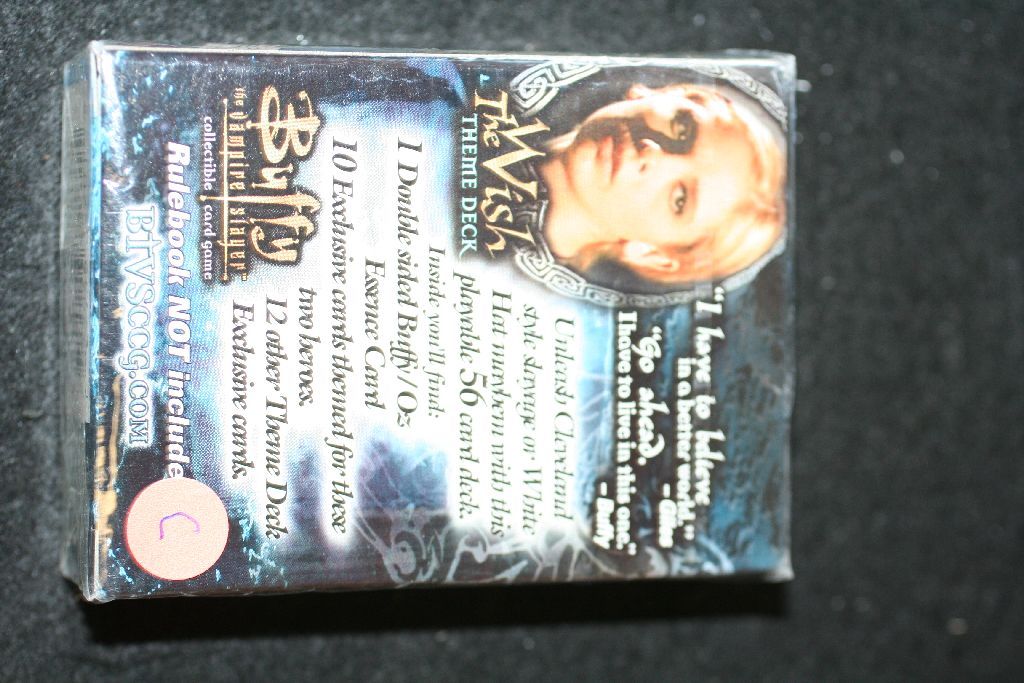 "I have to believe
in a better world."
- Giles
"Go ahead.
I have to live in this one."
- Buffy
The Wish
THEME DECK
Unleash Cleveland
style slayage or White
Hat mayhem with this
playable 56 card deck.
Inside you'll find:
1 Double sided Buffy / Oz
Essence Card
10 Exclusive cards themed for these
two heroes.
12 other Theme Deck
Exclusive cards.
Buffy
the vampire slayer
collectible card game
Rulebook NOT include
BTVSCCG.COM
C